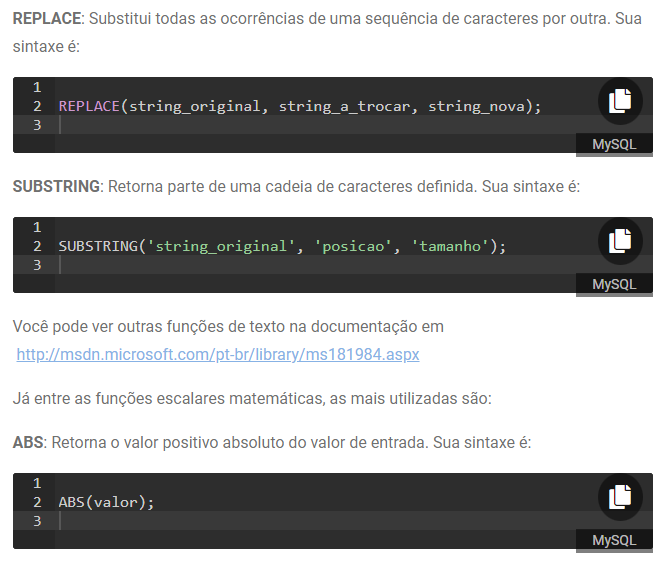 REPLACE: Substitui todas as ocorrências de uma sequência de caracteres por outra. Sua
sintaxe é:
1
2 REPLACE(string_original, string_a_trocar, string_nova);
3
MySQL
SUBSTRING: Retorna parte de uma cadeia de caracteres definida. Sua sintaxe é:
1
2 SUBSTRING('string_original', 'posicao', 'tamanho');
3
MySQL
Você pode ver outras funções de texto na documentação em
http://msdn.microsoft.com/pt-br/library/ms181984.aspx
Já entre as funções escalares matemáticas, as mais utilizadas são:
ABS: Retorna o valor positivo absoluto do valor de entrada. Sua sintaxe é:
1
2 ABS(valor);
3
MySQL